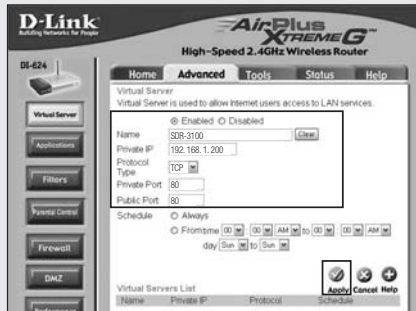 D-Link
Building Networks for People
AirPlus
XTREME G
High-Speed 2.4GHz Wireless Router
DI-624
Home Advanced Tools Status Help
Virtual Server
Applications
Filters
Parental Control
Firewall
DMZ
Virtual Server
Virtual Server is used to allow Internet users access to LAN services.
Enabled Disabled
Name SDR-3100 Clear
Private IP 192. 168. 1. 200
Protocol
Type TCP
Private Port 80
Public Port 80
Schedule Always
From time 00 : 00 AM to 00 : 00 AM
day Sun to Sun
Apply Cancel Help
Virtual Servers List
Name Private IP Protocol Schedule